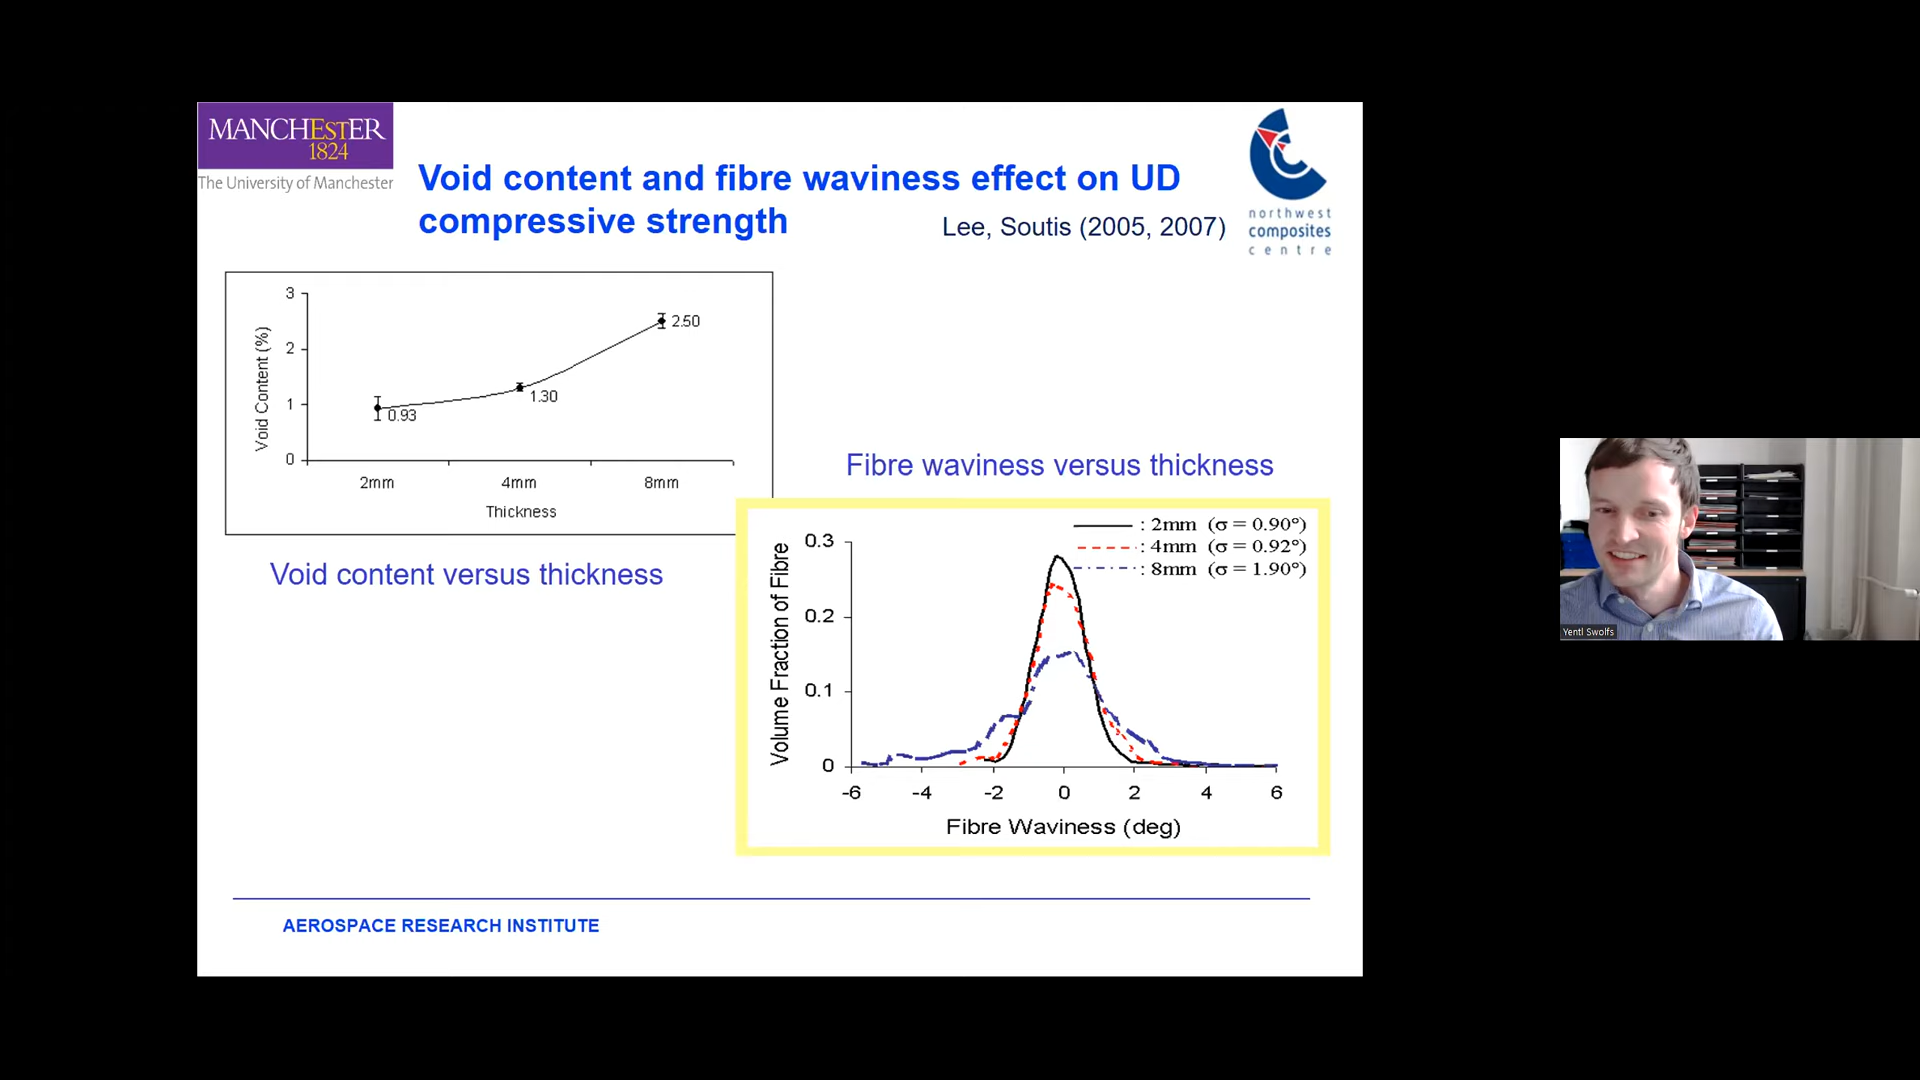 MANCHEsTER
1824
The University of Manchester
Void content and fibre waviness effect on UD
compressive strength
Lee, Soutis (2005, 2007)
northwest
composites
centre
3
2
1
0
Void Content (%)
2.50
1.30
0.93
2mm 4mm 8mm
Thickness
Void content versus thickness
Fibre waviness versus thickness
: 2mm (σ = 0.90°)
: 4mm (σ = 0.92°)
: 8mm (σ = 1.90°)
Volume Fraction of Fibre
0.3
0.2
0.1
0
-6 -4 -2 0 2 4 6
Fibre Waviness (deg)
AEROSPACE RESEARCH INSTITUTE
Yentl Swolfs